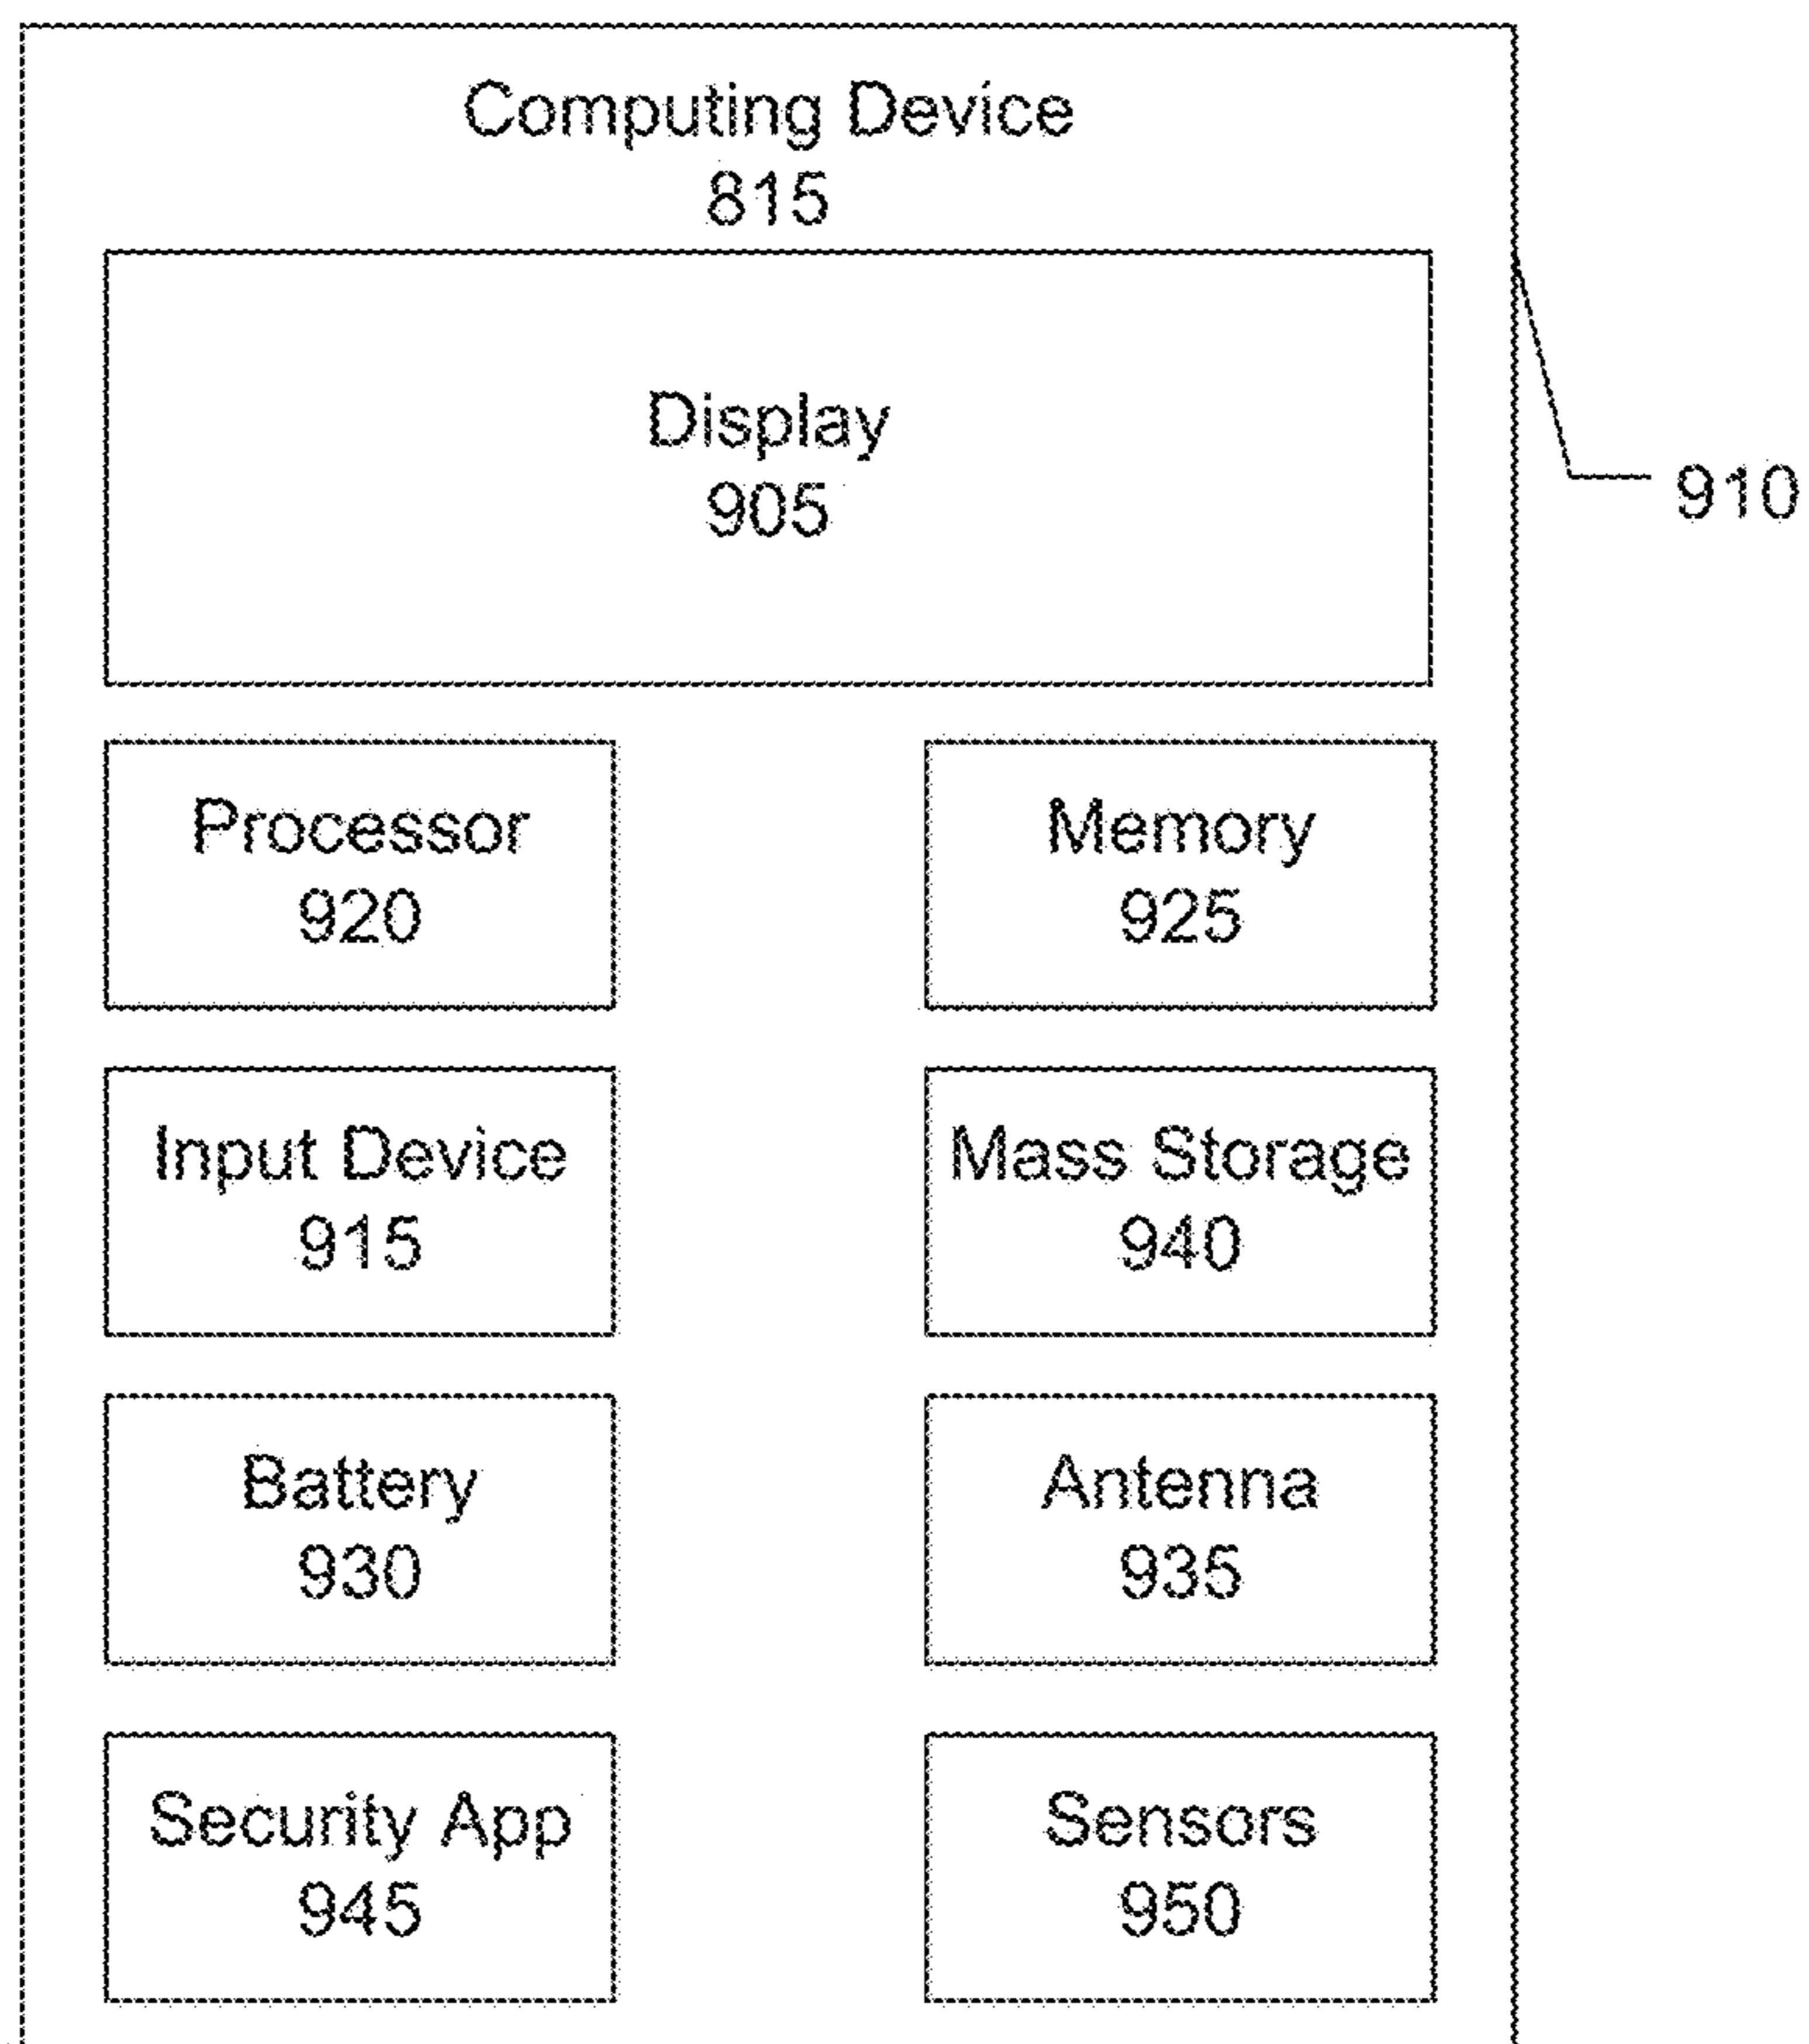 Computing Device
815
Display
905
910
Processor
920
Memory
925
Input Device
915
Mass Storage
940
Battery
930
Antenna
935
Security App
945
Sensors
950